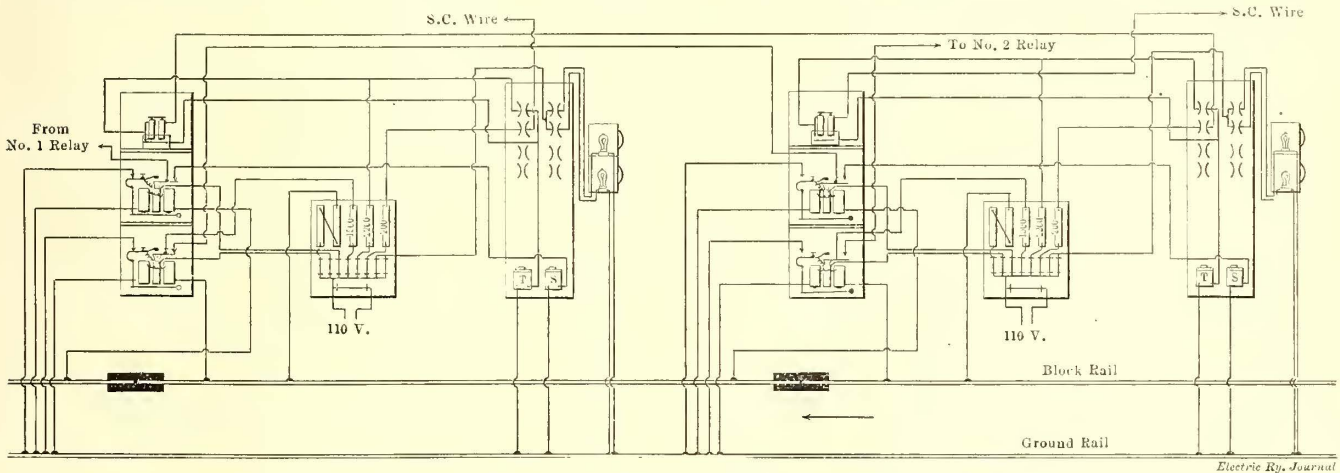 S.C. Wire
S.C. Wire
To No. 2 Relay
From
No. 1 Relay
T
S
T
S
200
110 V.
110 V.
Block Rail
Ground Rail
Electric Ry. Journal